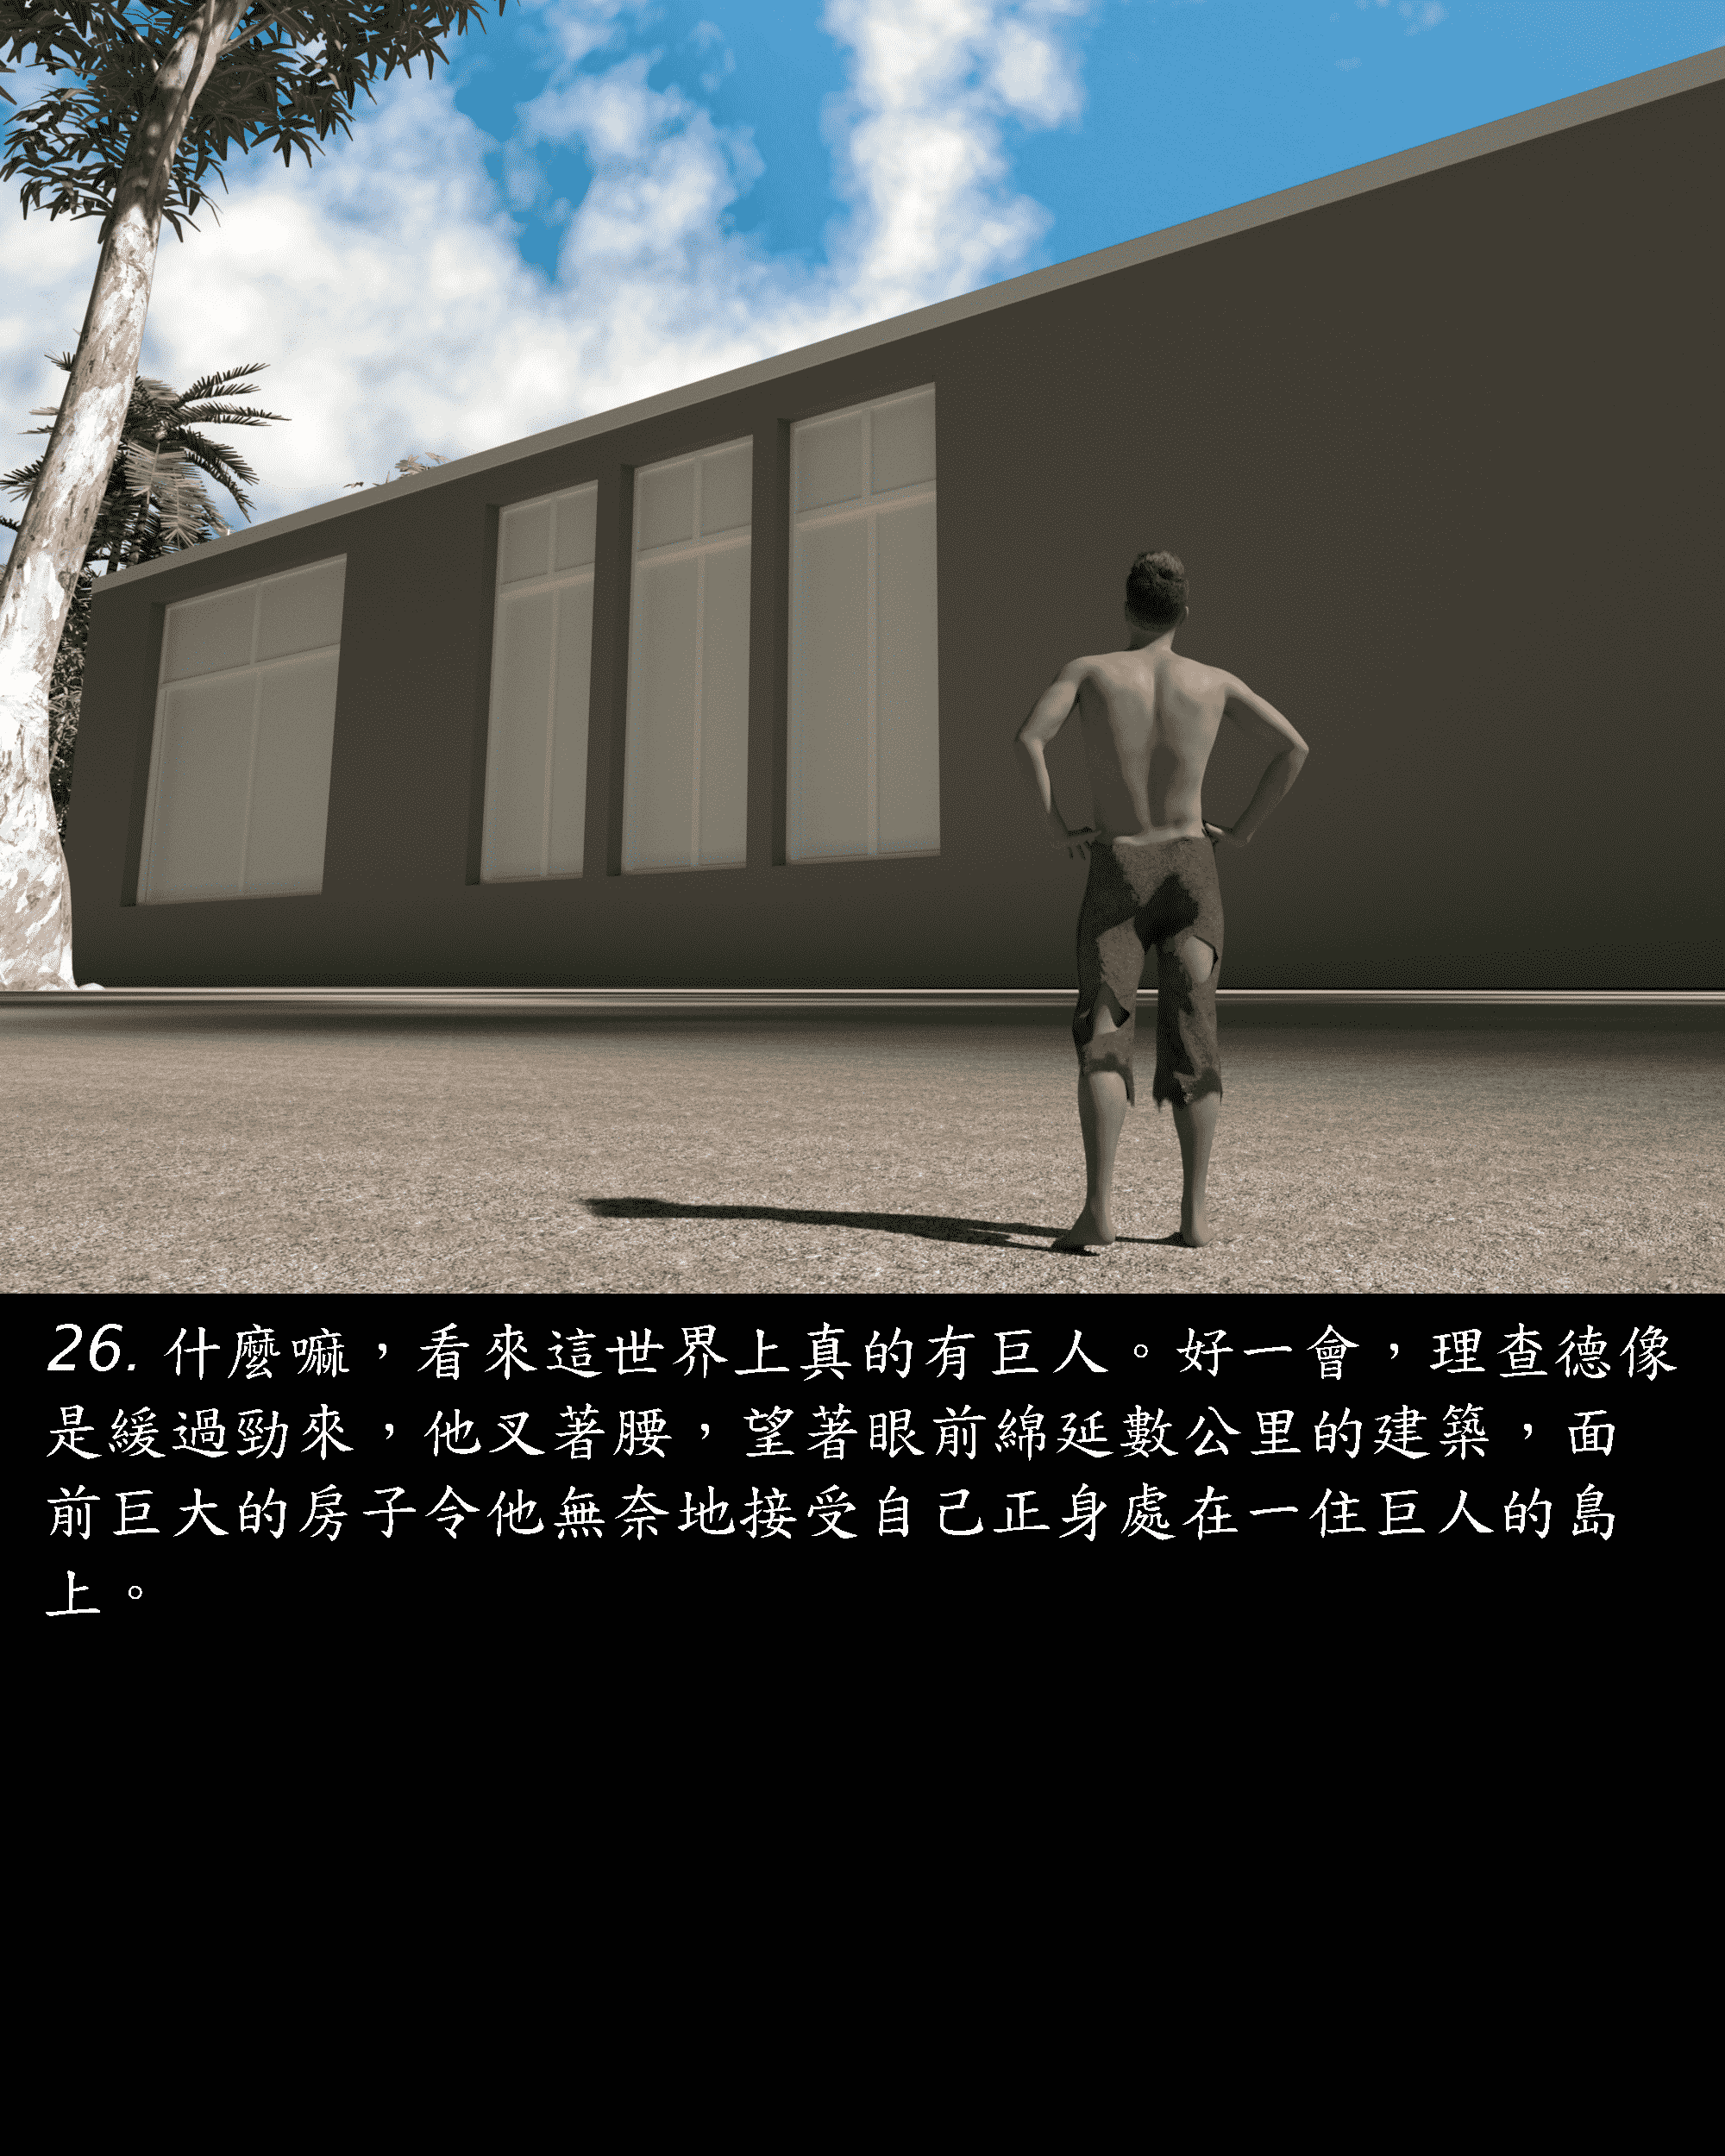 26. 什麼嘛，看來這世界上真的有巨人。好一會，理查德像
是緩過勁來，他叉著腰，望著眼前綿延數公里的建築，面
前巨大的房子令他無奈地接受自己正身處在一住巨人的島
上。